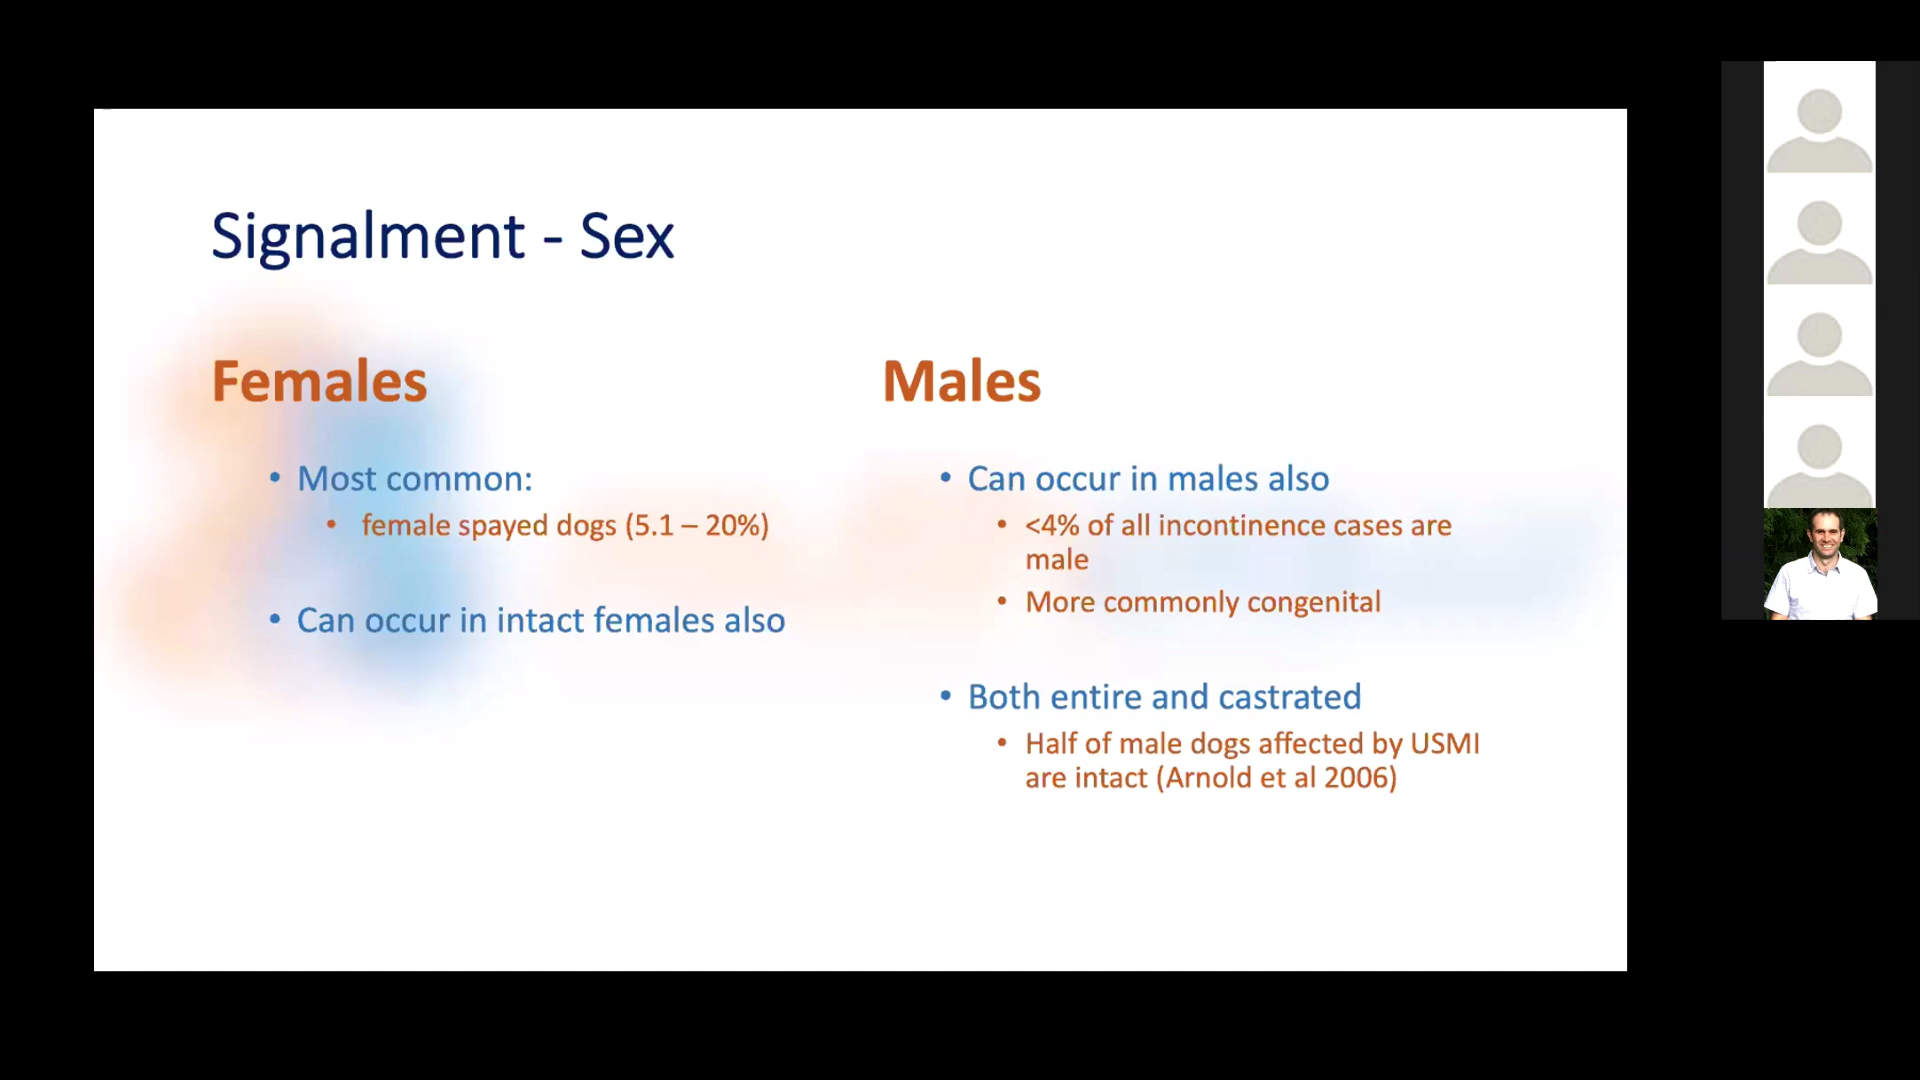 Signalment - Sex
Females
• Most common:
• female spayed dogs (5.1 – 20%)
• Can occur in intact females also
Males
• Can occur in males also
• <4% of all incontinence cases are
male
• More commonly congenital
• Both entire and castrated
• Half of male dogs affected by USMI
are intact (Arnold et al 2006)